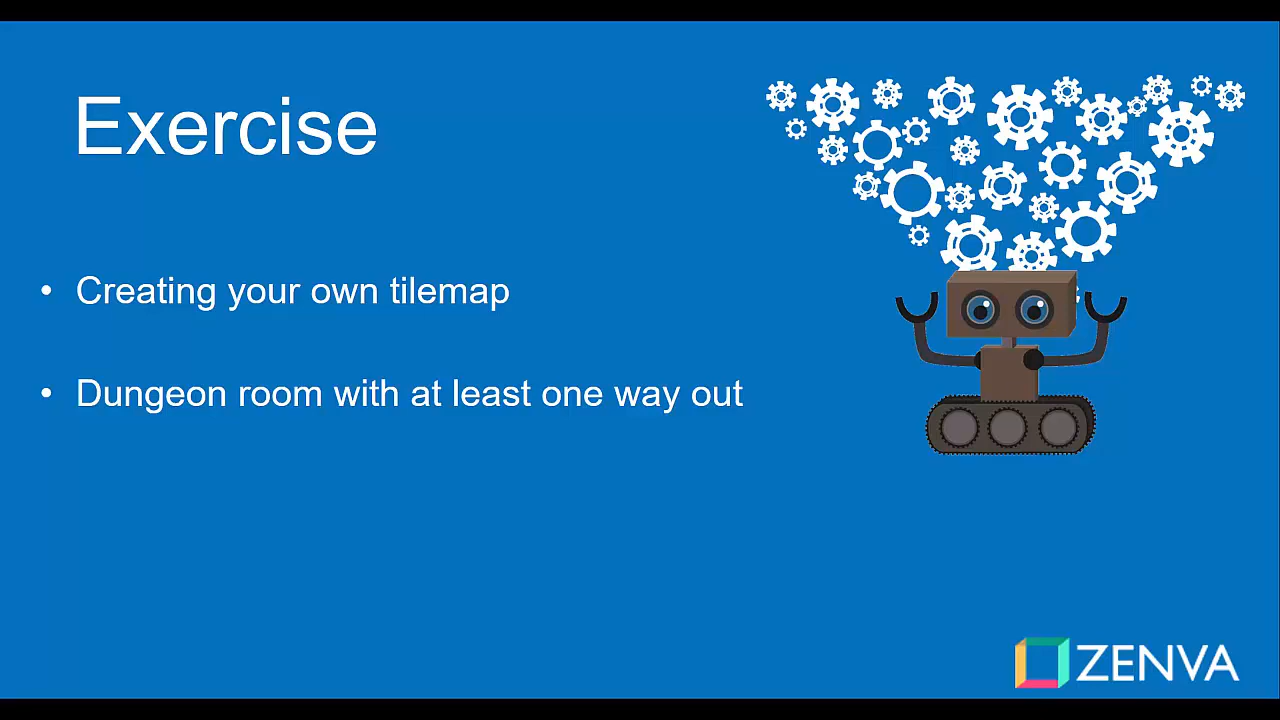 Exercise
• Creating your own tilemap
• Dungeon room with at least one way out
ZENVA